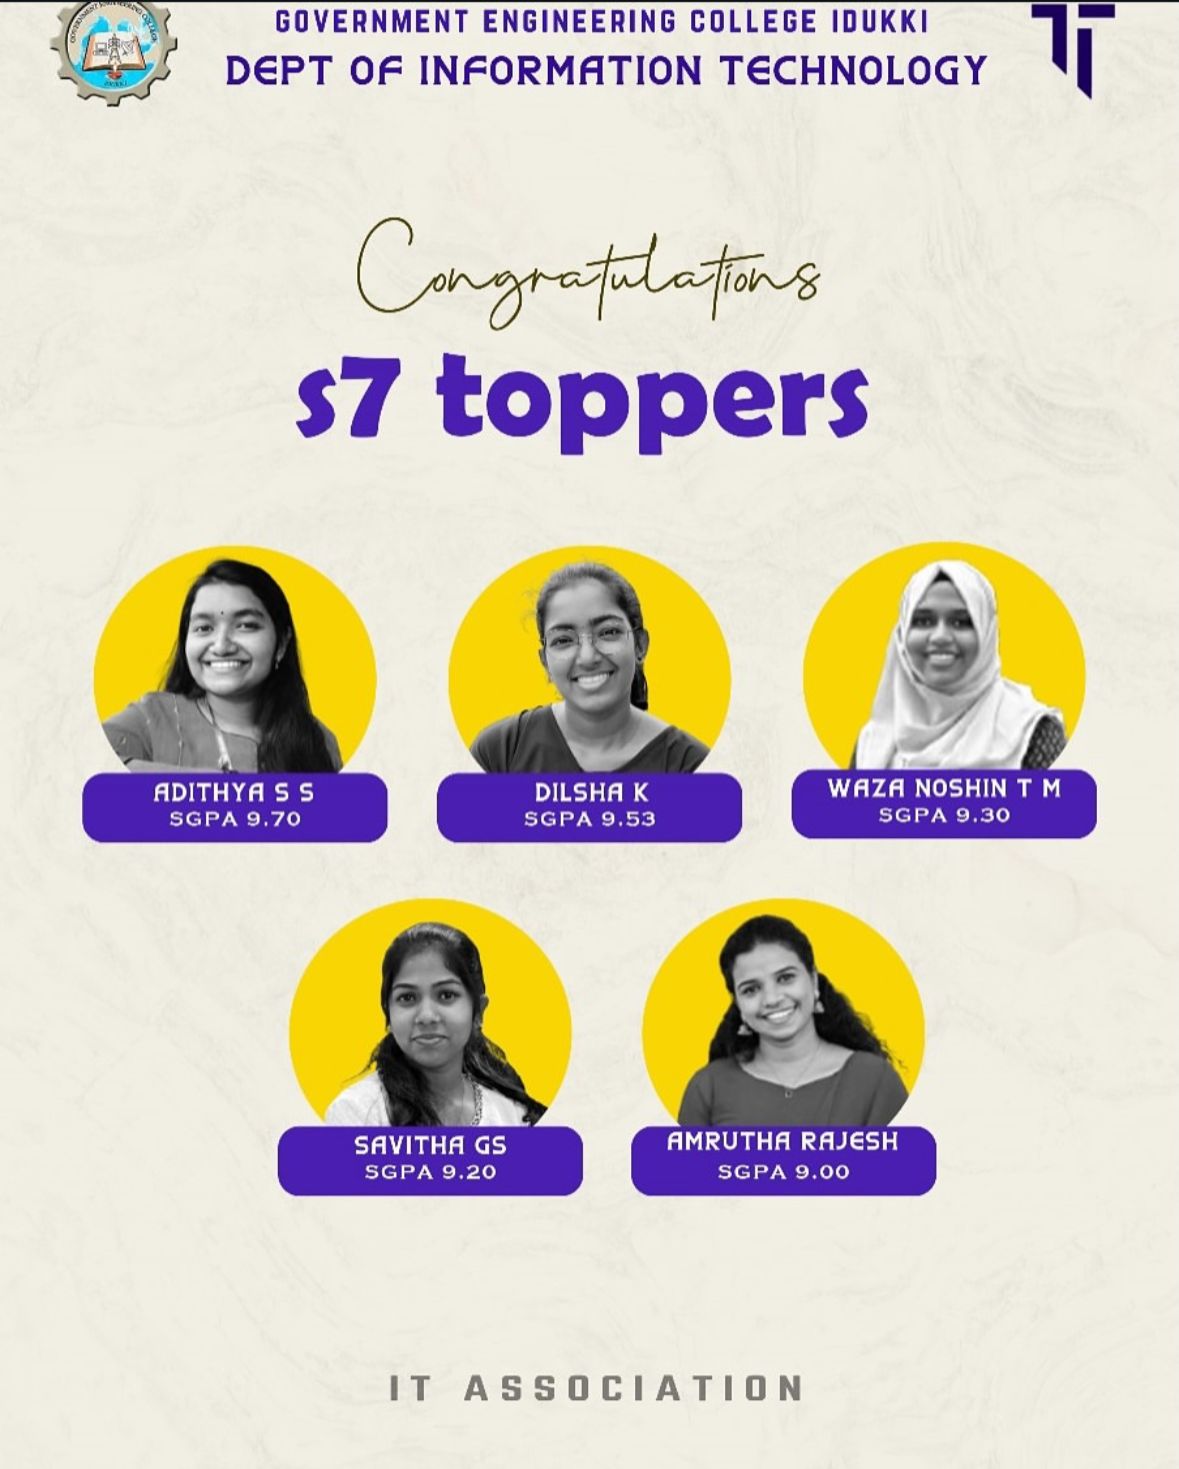 GOVERNMENT ENGINEERING COLLEGE IDUKKI
DEPT OF INFORMATION TECHNOLOGY
Congratulations
s7 toppers
ADITHYA S S
SGPA 9.70
DILSHA K
SGPA 9.53
WAZA NOSHIN T M
SGPA 9.30
SAVITHA GS
SGPA 9.20
AMRUTHA RAJESH
SGPA 9.00
IT ASSOCIATION